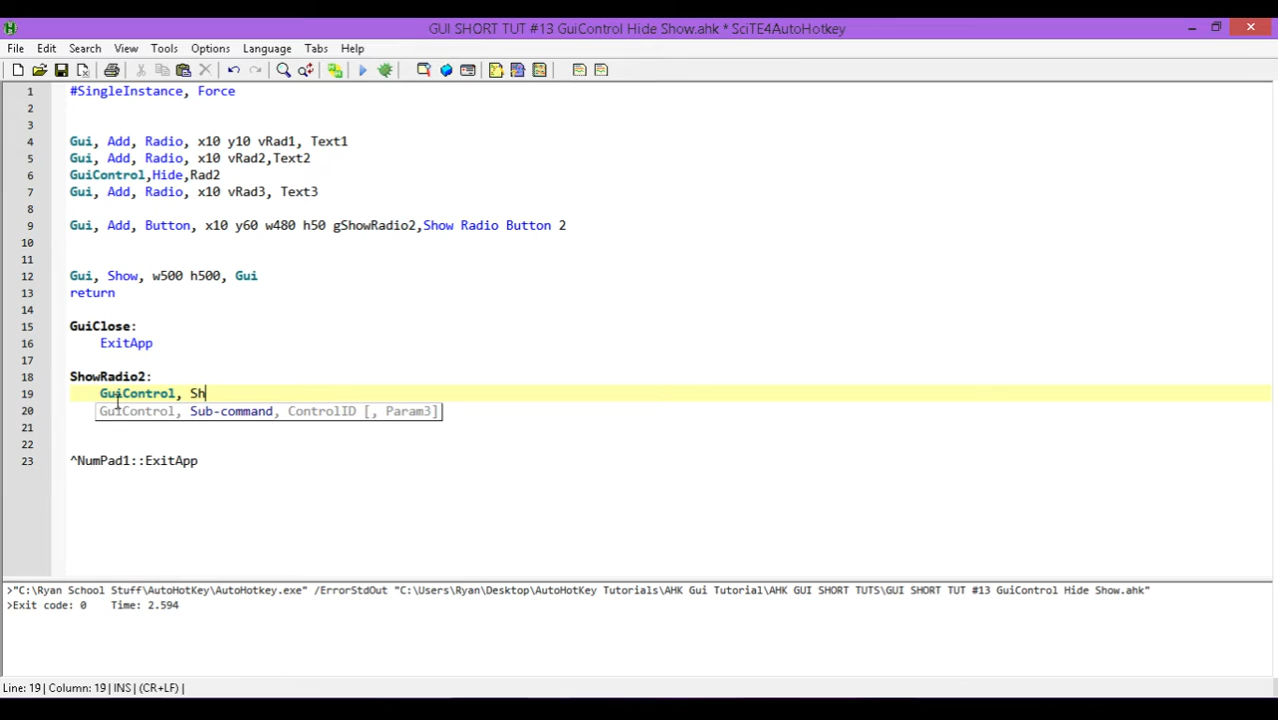 GUI SHORT TUT #13 GuiControl Hide Show.ahk * SciTE4AutoHotkey
File Edit Search View Tools Options Language Tabs Help
1 #SingleInstance, Force
2
3
4 Gui, Add, Radio, x10 y10 vRad1, Text1
5 Gui, Add, Radio, x10 vRad2,Text2
6 GuiControl,Hide,Rad2
7 Gui, Add, Radio, x10 vRad3, Text3
8
9 Gui, Add, Button, x10 y60 w480 h50 gShowRadio2,Show Radio Button 2
10
11
12 Gui, Show, w500 h500, Gui
13 return
14
15 GuiClose:
16 ExitApp
17
18 ShowRadio2:
19 GuiControl, Sh
20 GuiControl, Sub-command, ControlID [, Param3]
21
22
23 ^NumPad1::ExitApp
>"C:\Ryan School Stuff\AutoHotKey\AutoHotkey.exe" /ErrorStdOut "C:\Users\Ryan\Desktop\AutoHotKey Tutorials\AHK Gui Tutorial\AHK GUI SHORT TUTS\GUI SHORT TUT #13 GuiControl Hide Show.ahk"
>Exit code: 0 Time: 2.594
Line: 19| Column: 19| INS | (CR+LF) |